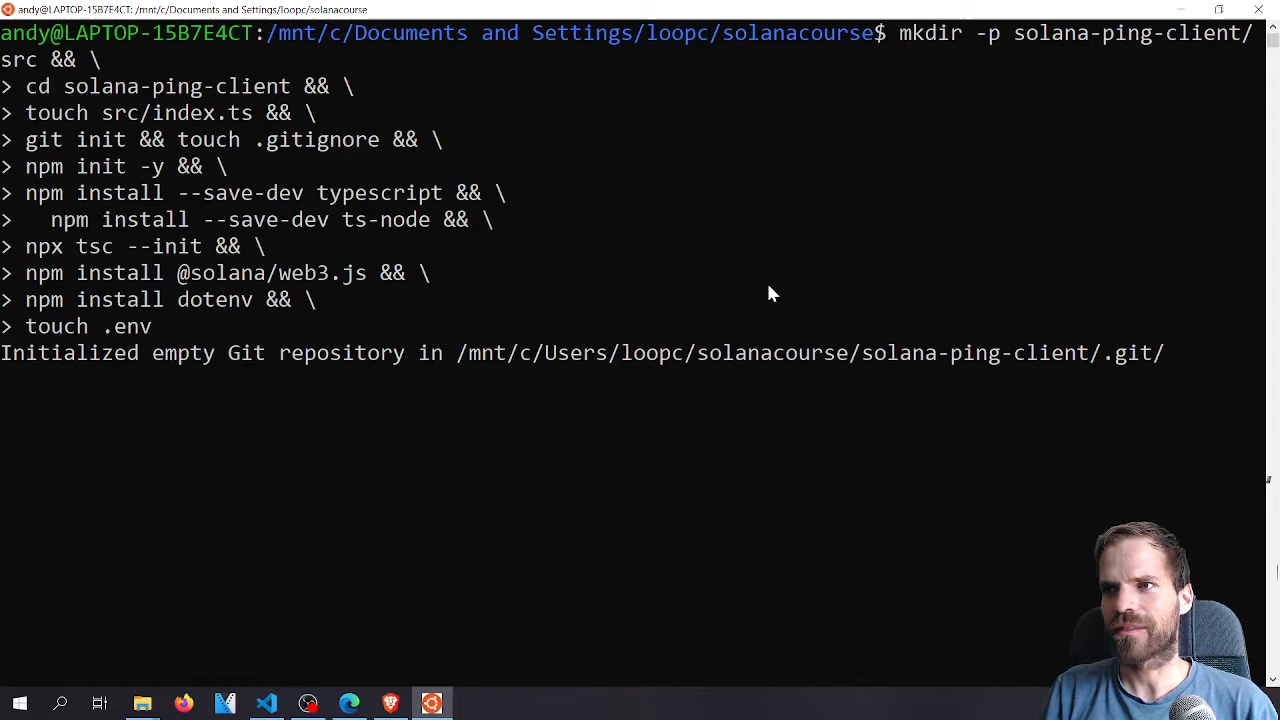 andy@LAPTOP-15B7E4CT: /mnt/c/Documents and Settings/loopc/solanacourse
andy@LAPTOP-15B7E4CT:/mnt/c/Documents and Settings/loopc/solanacourse$ mkdir -p solana-ping-client/
src && \
> cd solana-ping-client && \
> touch src/index.ts && \
> git init && touch .gitignore && \
> npm init -y && \
> npm install --save-dev typescript && \
>   npm install --save-dev ts-node && \
> npx tsc --init && \
> npm install @solana/web3.js && \
> npm install dotenv && \
> touch .env
Initialized empty Git repository in /mnt/c/Users/loopc/solanacourse/solana-ping-client/.git/